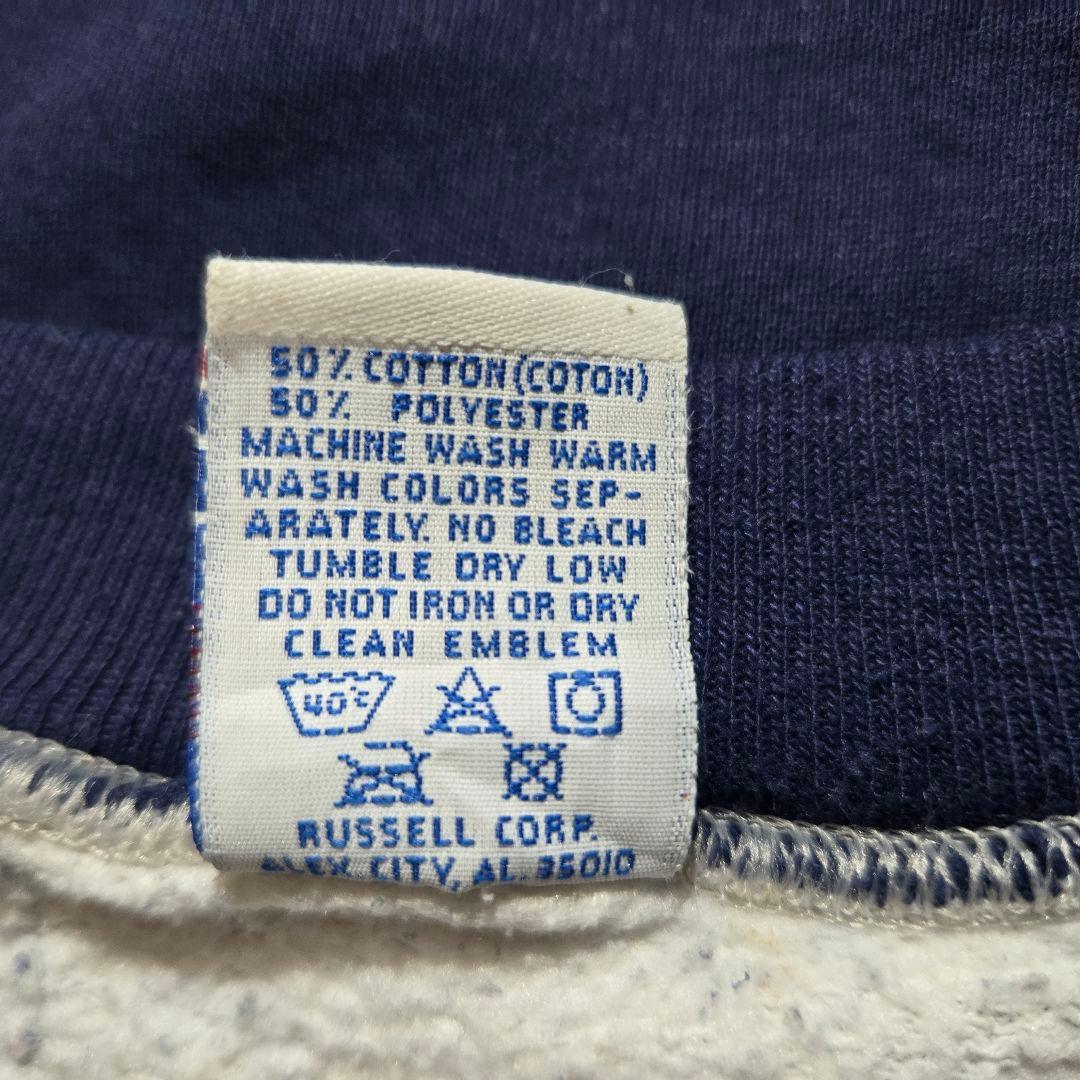 50% COTTON (COTON)
50% POLYESTER
MACHINE WASH WARM
WASH COLORS SEP-
ARATELY. NO BLEACH
TUMBLE DRY LOW
DO NOT IRON OR DRY
CLEAN EMBLEM
40°C
RUSSELL CORP.
ALEX CITY, AL. 35010